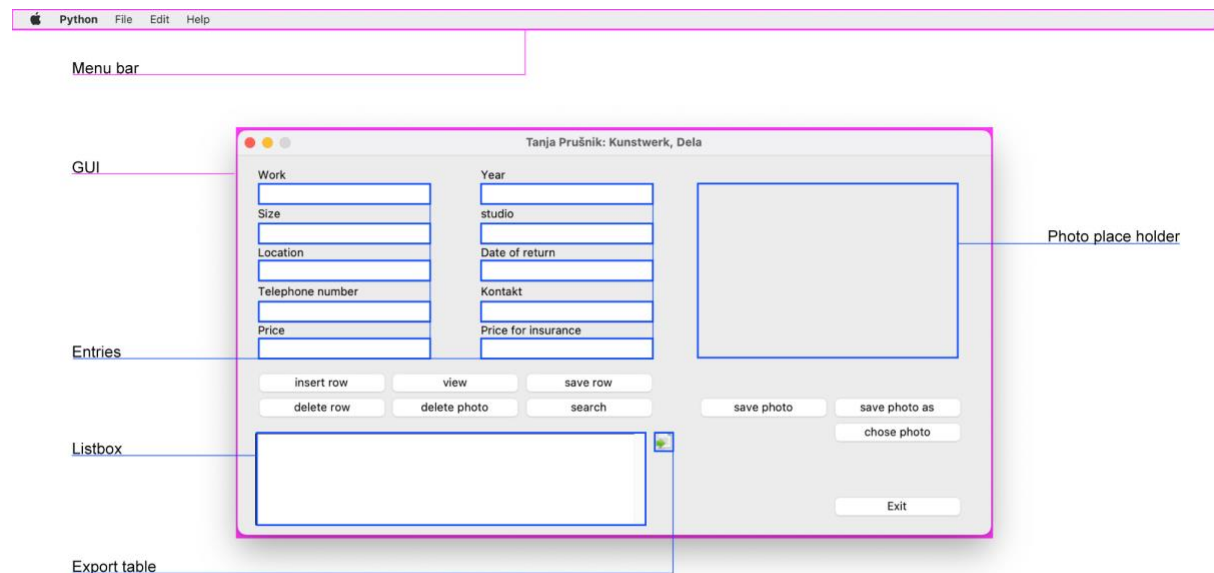 Python File Edit Help
Menu bar
Tanja Prušnik: Kunstwerk, Dela
GUI
Work Year
Size studio
Location Date of return
Telephone number Kontakt
Price Price for insurance
Photo place holder
Entries
insert row view save row
delete row delete photo search save photo save photo as
chose photo
Listbox
Exit
Export table